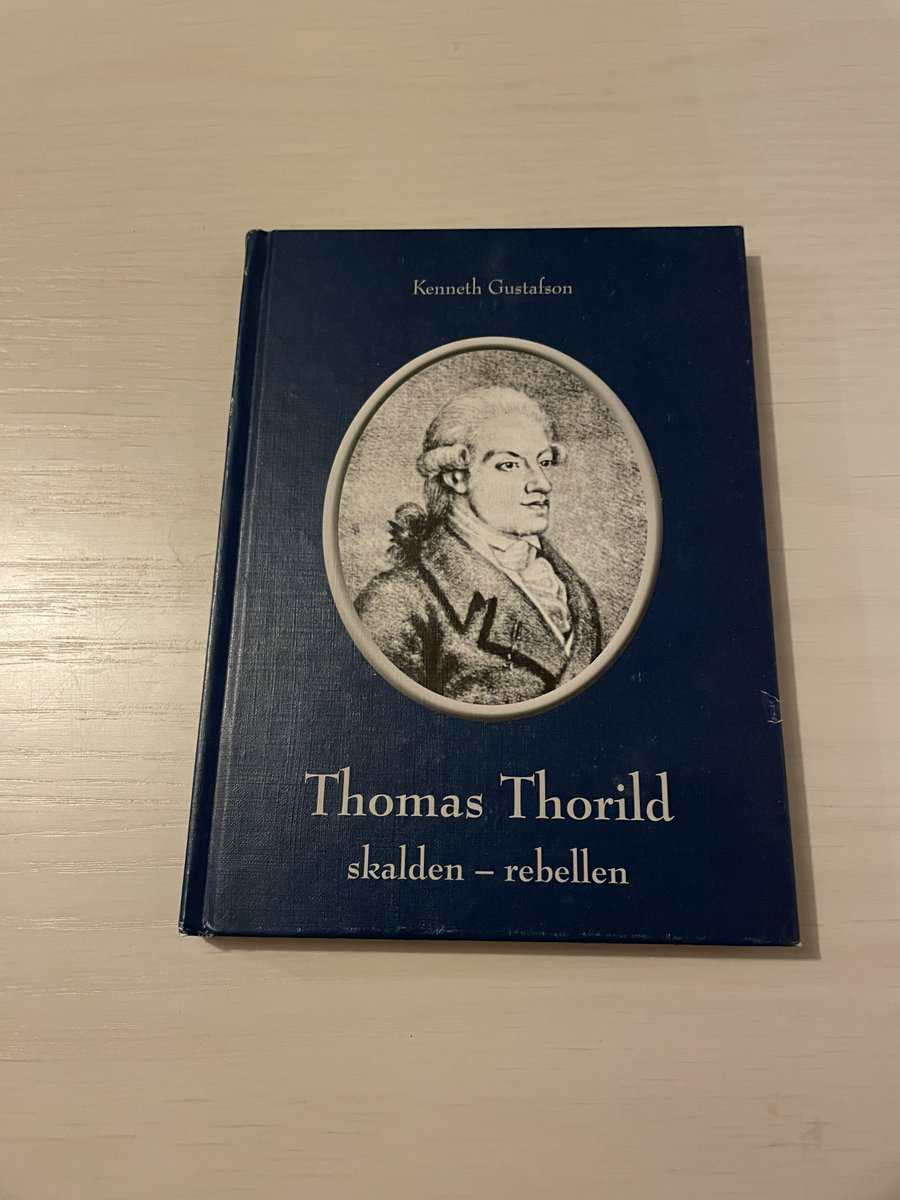 Kenneth Gustafson
Thomas Thorild
skalden – rebellen